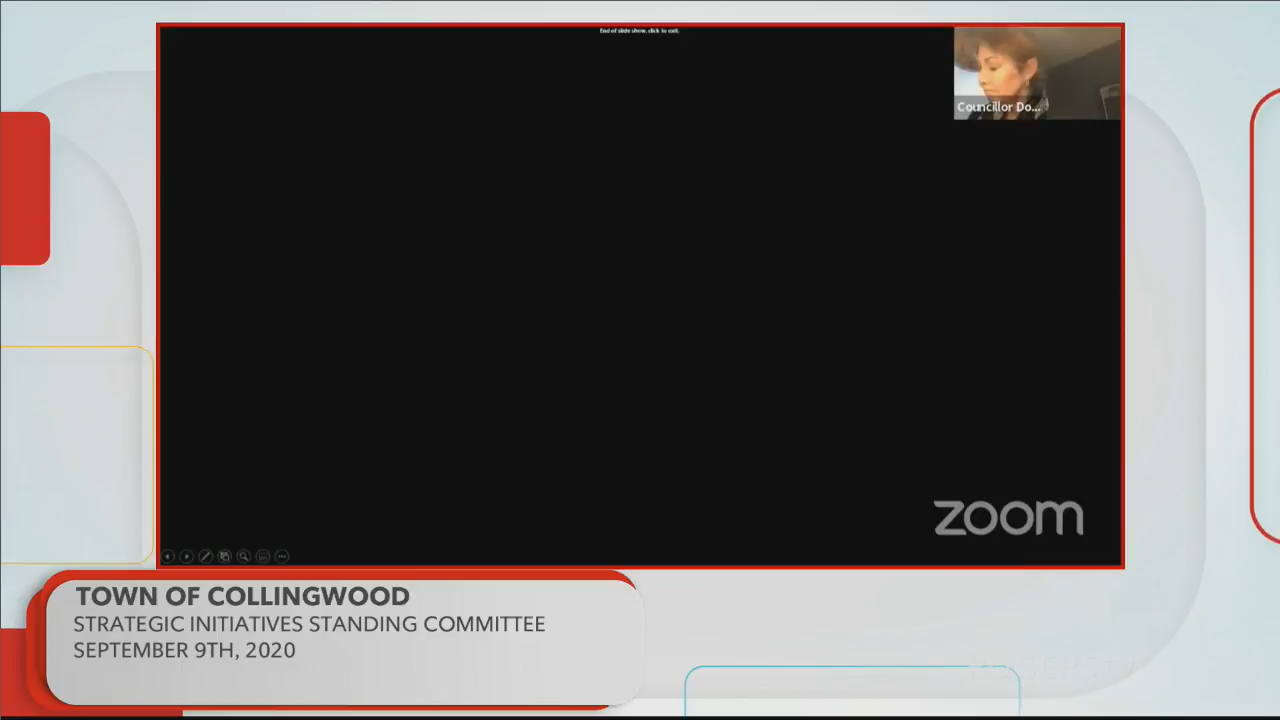 End of slide show, click to exit.
Councillor Do...
zoom
TOWN OF COLLINGWOOD
STRATEGIC INITIATIVES STANDING COMMITTEE
SEPTEMBER 9TH, 2020